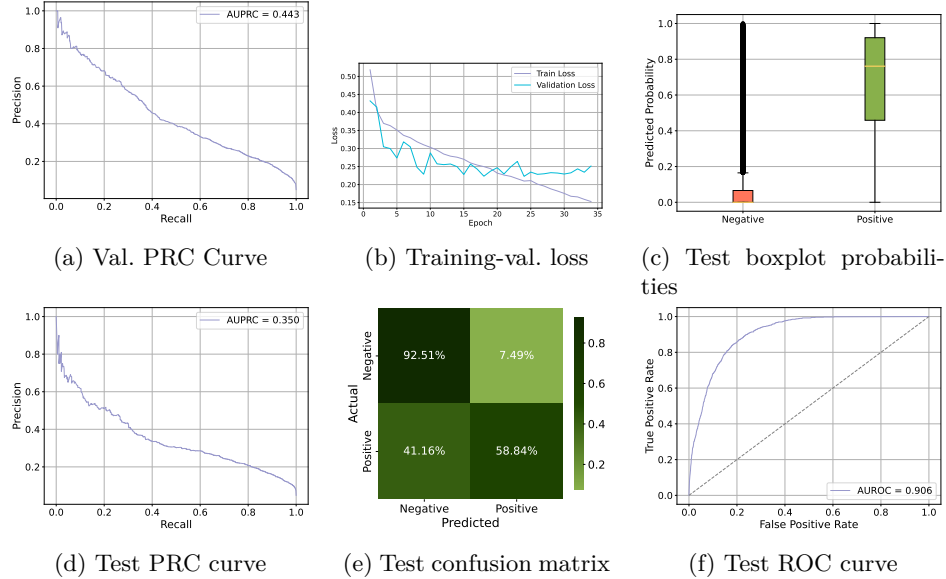 AUPRC = 0.443
Precision
1.0
0.8
0.6
0.4
0.2
0.0 0.2 0.4 0.6 0.8 1.0
Recall
(a) Val. PRC Curve
Train Loss
Validation Loss
Loss
0.50
0.45
0.40
0.35
0.30
0.25
0.20
0.15
0 5 10 15 20 25 30 35
Epoch
(b) Training-val. loss
Predicted Probability
1.0
0.8
0.6
0.4
0.2
0.0
Negative Positive
(c) Test boxplot probabili-
ties
AUPRC = 0.350
Precision
1.0
0.8
0.6
0.4
0.2
0.0 0.2 0.4 0.6 0.8 1.0
Recall
(d) Test PRC curve
Actual
Negative
Positive
92.51% 7.49%
41.16% 58.84%
Negative Positive
Predicted
0.8
0.6
0.4
0.2
(e) Test confusion matrix
True Positive Rate
1.0
0.8
0.6
0.4
0.2
0.0
AUROC = 0.906
0.0 0.2 0.4 0.6 0.8 1.0
False Positive Rate
(f) Test ROC curve